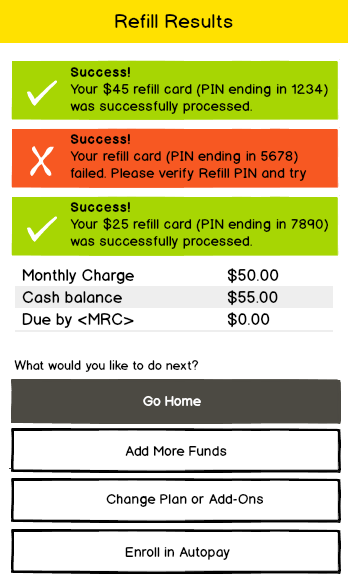 Refill Results
Success!
Your $45 refill card (PIN ending in 1234)
was successfully processed.
Success!
Your refill card (PIN ending in 5678)
failed. Please verify Refill PIN and try
Success!
Your $25 refill card (PIN ending in 7890)
was successfully processed.
Monthly Charge $50.00
Cash balance $55.00
Due by <MRC> $0.00
What would you like to do next?
Go Home
Add More Funds
Change Plan or Add-Ons
Enroll in Autopay